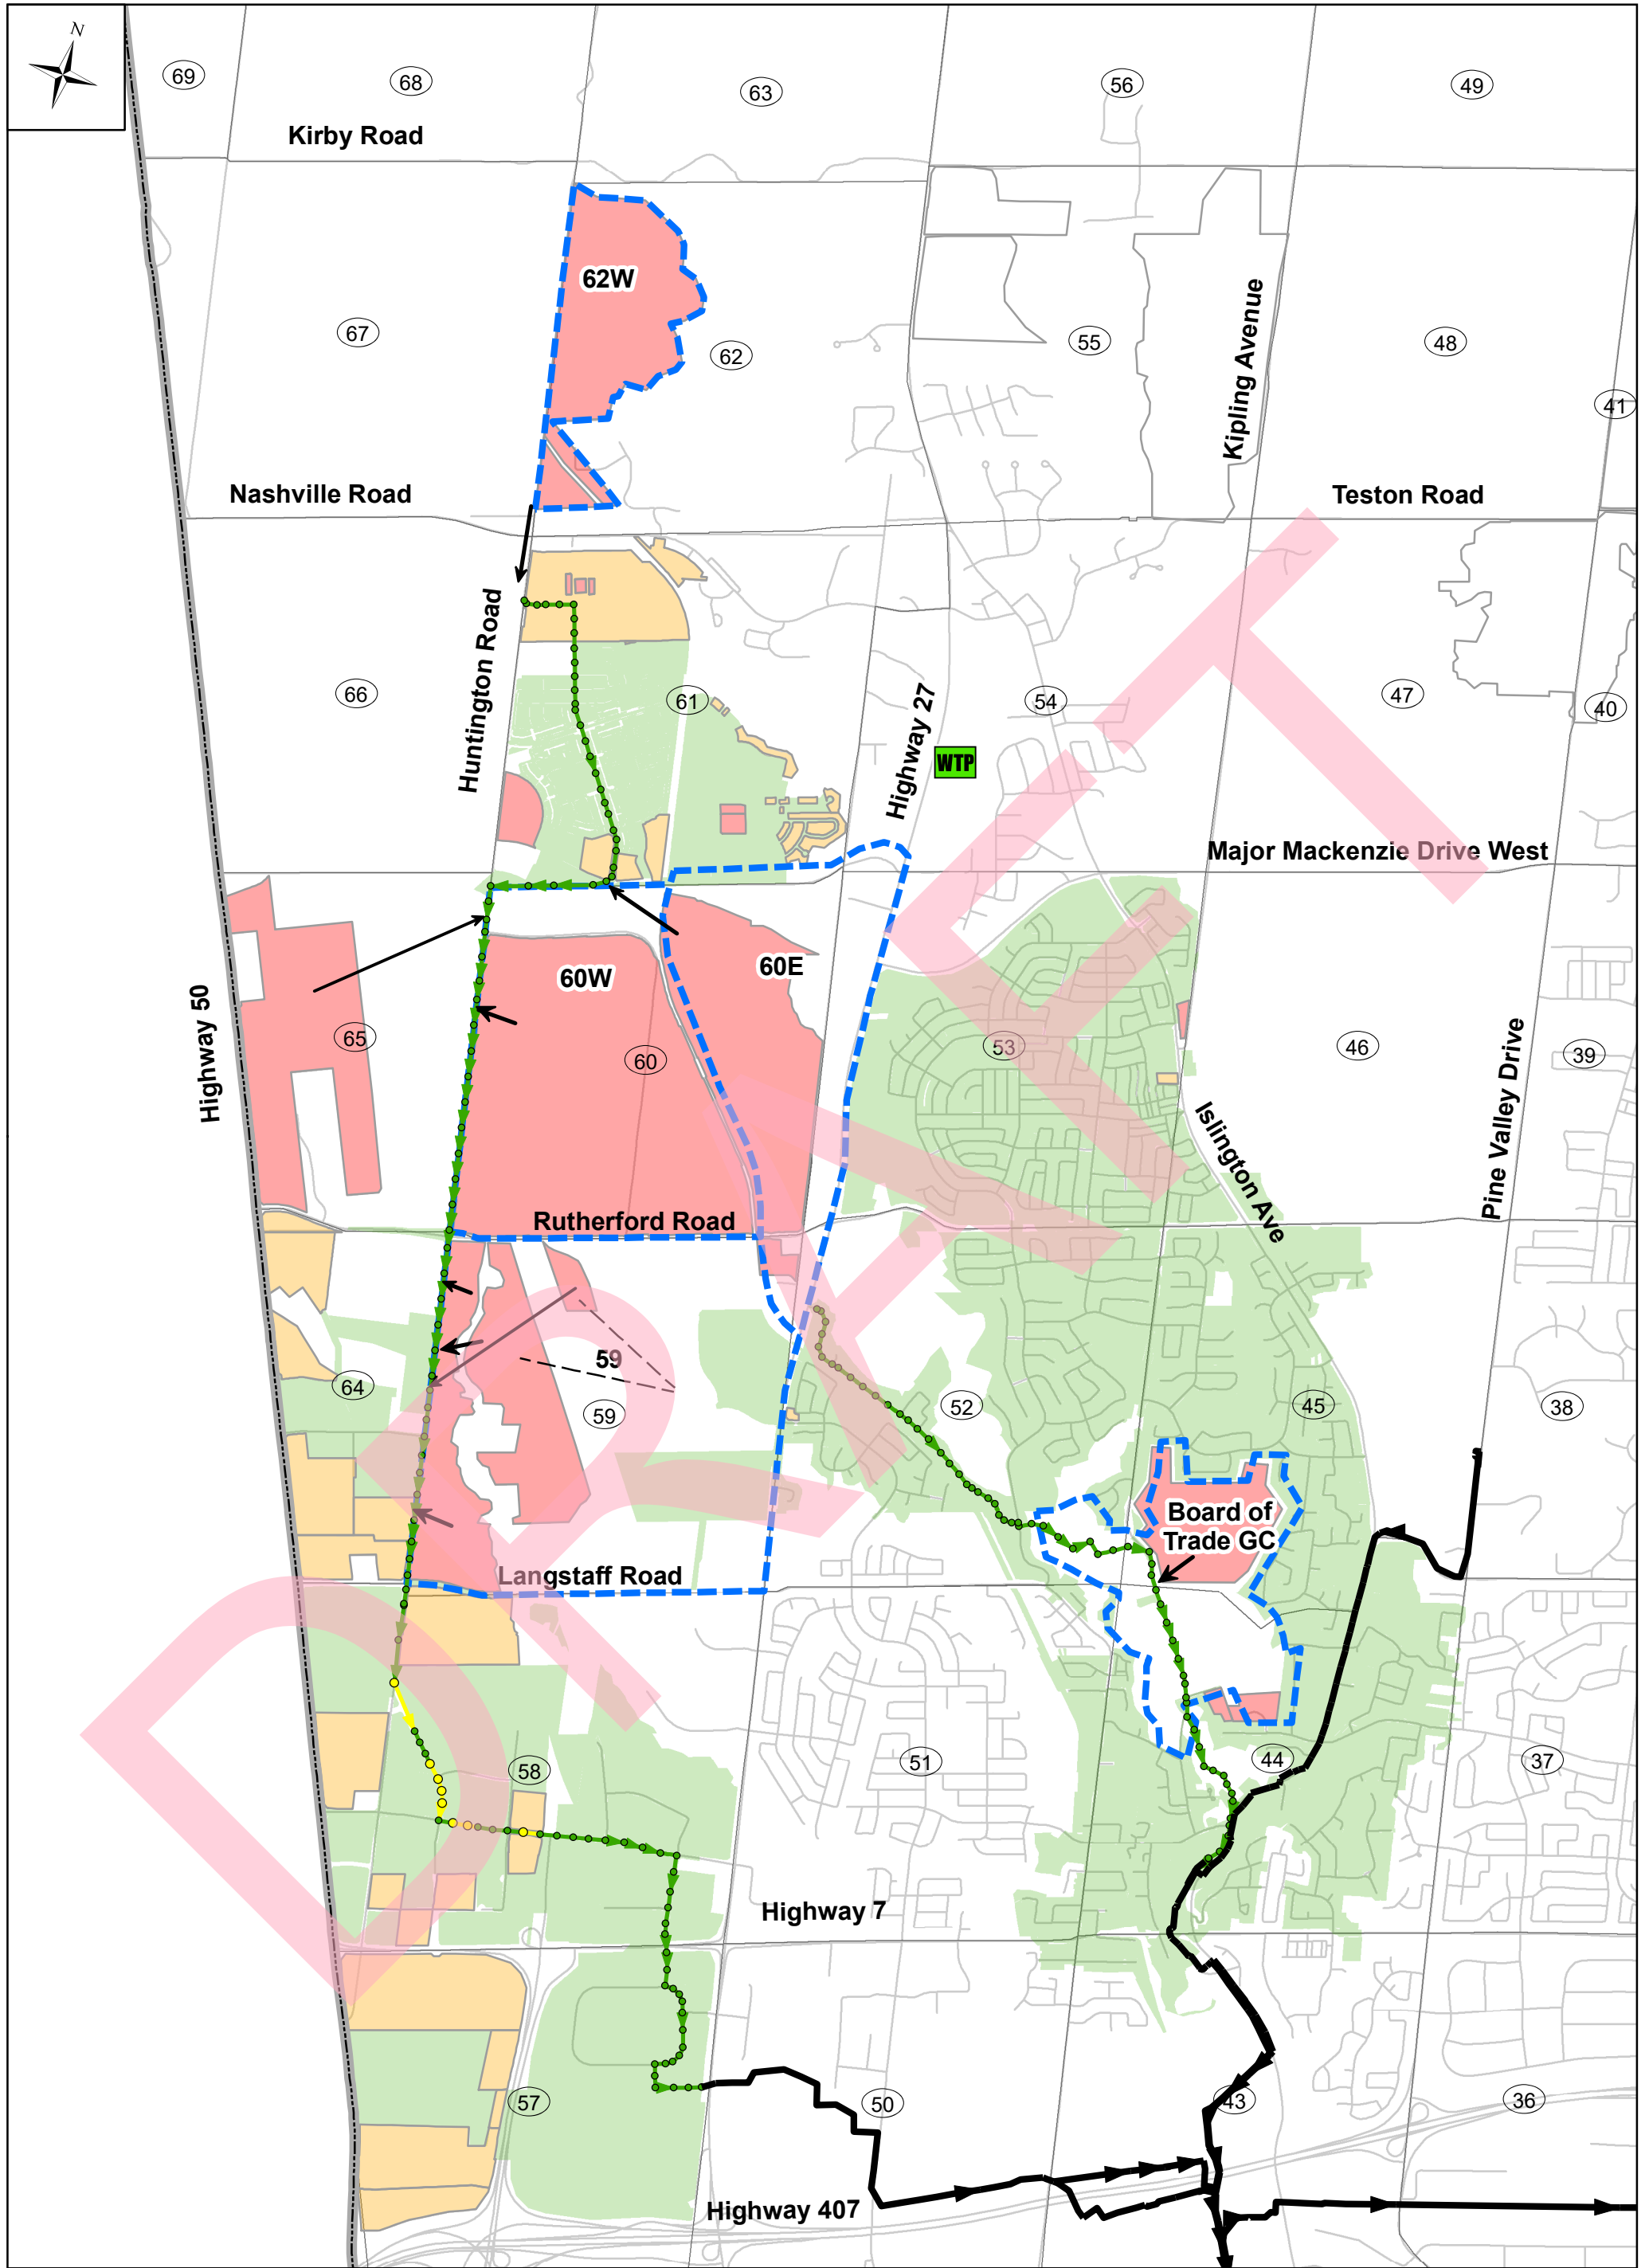 N
69
68
63
56
49
Kirby Road
62W
67
62
55
Kipling Avenue
48
41
Nashville Road
Teston Road
Huntington Road
66
61
Highway 27
54
47
40
WTP
Major Mackenzie Drive West
60W
60E
Highway 50
65
60
53
46
Pine Valley Drive
39
Islington Ave
Rutherford Road
64
59
59
52
45
38
Board of
Trade GC
Langstaff Road
58
51
44
37
Highway 7
57
50
43
36
Highway 407
DRAFT